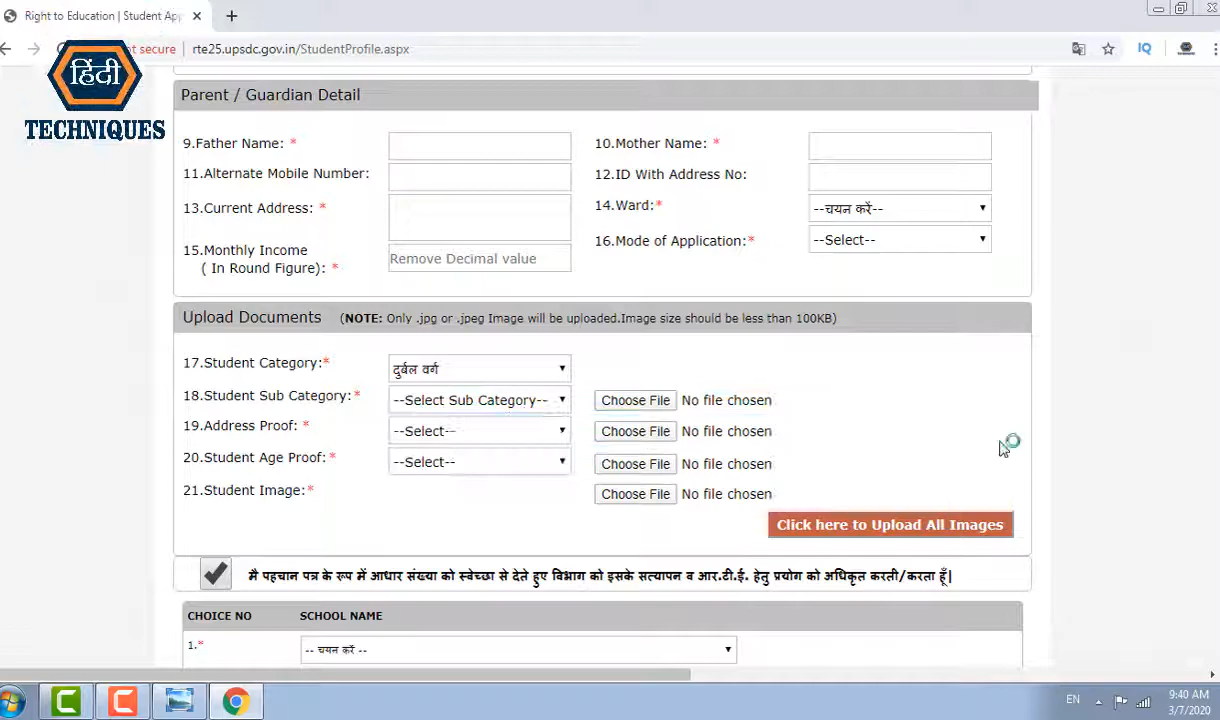 Right to Education | Student App
rte25.upsdc.gov.in/StudentProfile.aspx
t secure
IQ
हिंदी
TECHNIQUES
Parent / Guardian Detail
9.Father Name: *
10.Mother Name: *
11.Alternate Mobile Number:
12.ID With Address No:
13.Current Address: *
14.Ward:*
--चयन करें--
15.Monthly Income
( In Round Figure): *
Remove Decimal value
16.Mode of Application:*
--Select--
Upload Documents (NOTE: Only .jpg or .jpeg Image will be uploaded.Image size should be less than 100KB)
17.Student Category:*
दुर्बल वर्ग
18.Student Sub Category:* --Select Sub Category-- Choose File No file chosen
19.Address Proof: * --Select-- Choose File No file chosen
20.Student Age Proof:* --Select-- Choose File No file chosen
21.Student Image:* Choose File No file chosen
Click here to Upload All Images
मै पहचान पत्र के रूप में आधार संख्या को स्वेच्छा से देते हुए विभाग को इसके सत्यापन व आर.टी.ई. हेतु प्रयोग को अधिकृत करती/करता हूँ|
CHOICE NO SCHOOL NAME
1.* -- चयन करें --
EN
9:40 AM
3/7/2020